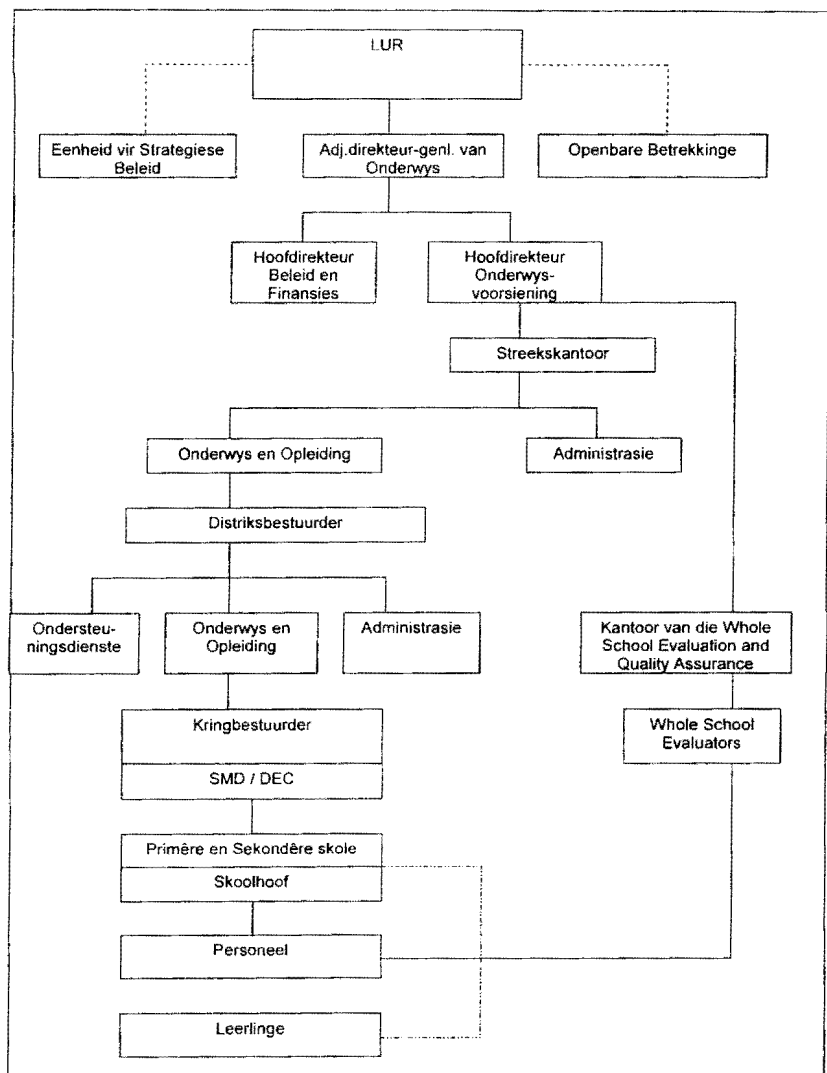 LUR
Eenheid vir Strategiese
Beleid
Adj.direkteur-genl. van
Onderwys
Openbare Betrekkinge
Hoofdirekteur
Beleid en
Finansies
Hoofdirekteur
Onderwys-
voorsiening
Streekskantoor
Onderwys en Opleiding
Administrasie
Distriksbestuurder
Ondersteu-
ningsdienste
Onderwys en
Opleiding
Administrasie
Kantoor van die Whole
School Evaluation and
Quality Assurance
Kringbestuurder
Whole School
Evaluators
SMD / DEC
Primêre en Sekondêre skole
Skoolhoof
Personeel
Leerlinge